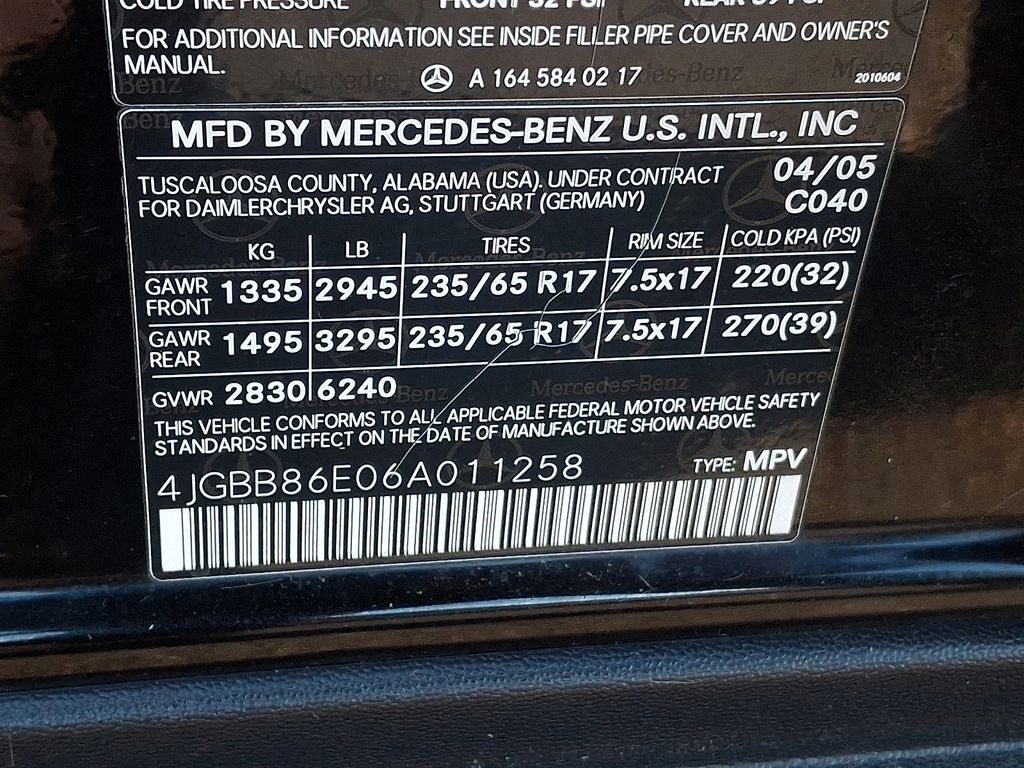 COLD TIRE PRESSURE FRONT 32 PSI REAR 39 PSI
FOR ADDITIONAL INFORMATION SEE INSIDE FILLER PIPE COVER AND OWNER'S
MANUAL.
A 164 584 02 17 2010604
MFD BY MERCEDES-BENZ U.S. INTL., INC
TUSCALOOSA COUNTY, ALABAMA (USA). UNDER CONTRACT 04/05
FOR DAIMLERCHRYSLER AG, STUTTGART (GERMANY) C040
KG LB TIRES RIM SIZE COLD KPA (PSI)
GAWR FRONT 1335 2945 235/65 R17 7.5x17 220(32)
GAWR REAR 1495 3295 235/65 R17 7.5x17 270(39)
GVWR 2830 6240
THIS VEHICLE CONFORMS TO ALL APPLICABLE FEDERAL MOTOR VEHICLE SAFETY
STANDARDS IN EFFECT ON THE DATE OF MANUFACTURE SHOWN ABOVE.
4JGBB86E06A011258 TYPE: MPV